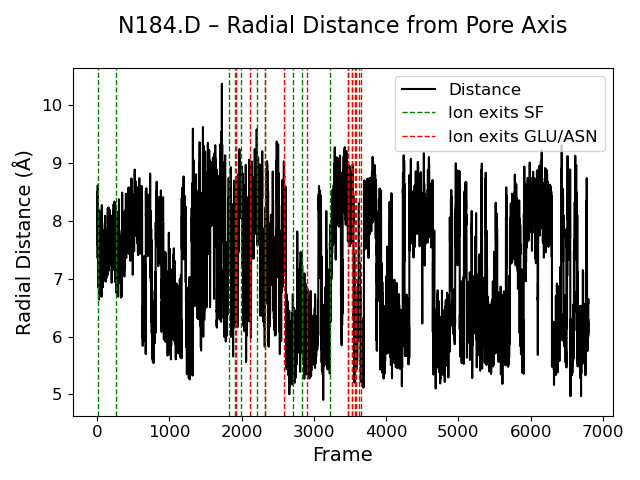 N184.D – Radial Distance from Pore Axis
Distance
Ion exits SF
Ion exits GLU/ASN
Radial Distance (Å)
10
9
8
7
6
5
0 1000 2000 3000 4000 5000 6000 7000
Frame